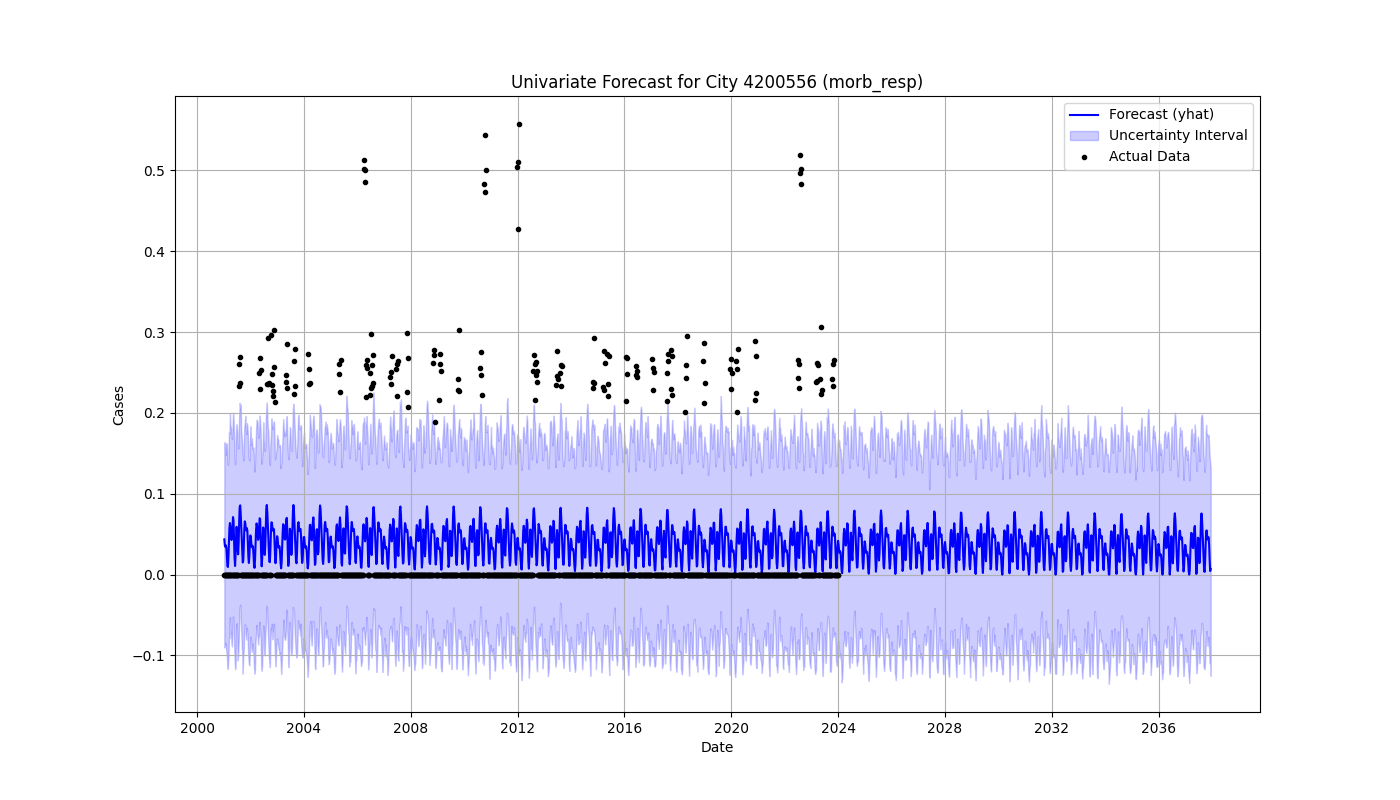 Univariate Forecast for City 4200556 (morb_resp)
Forecast (yhat)
Uncertainty Interval
Actual Data
Cases
0.5
0.4
0.3
0.2
0.1
0.0
−0.1
2000 2004 2008 2012 2016 2020 2024 2028 2032 2036
Date